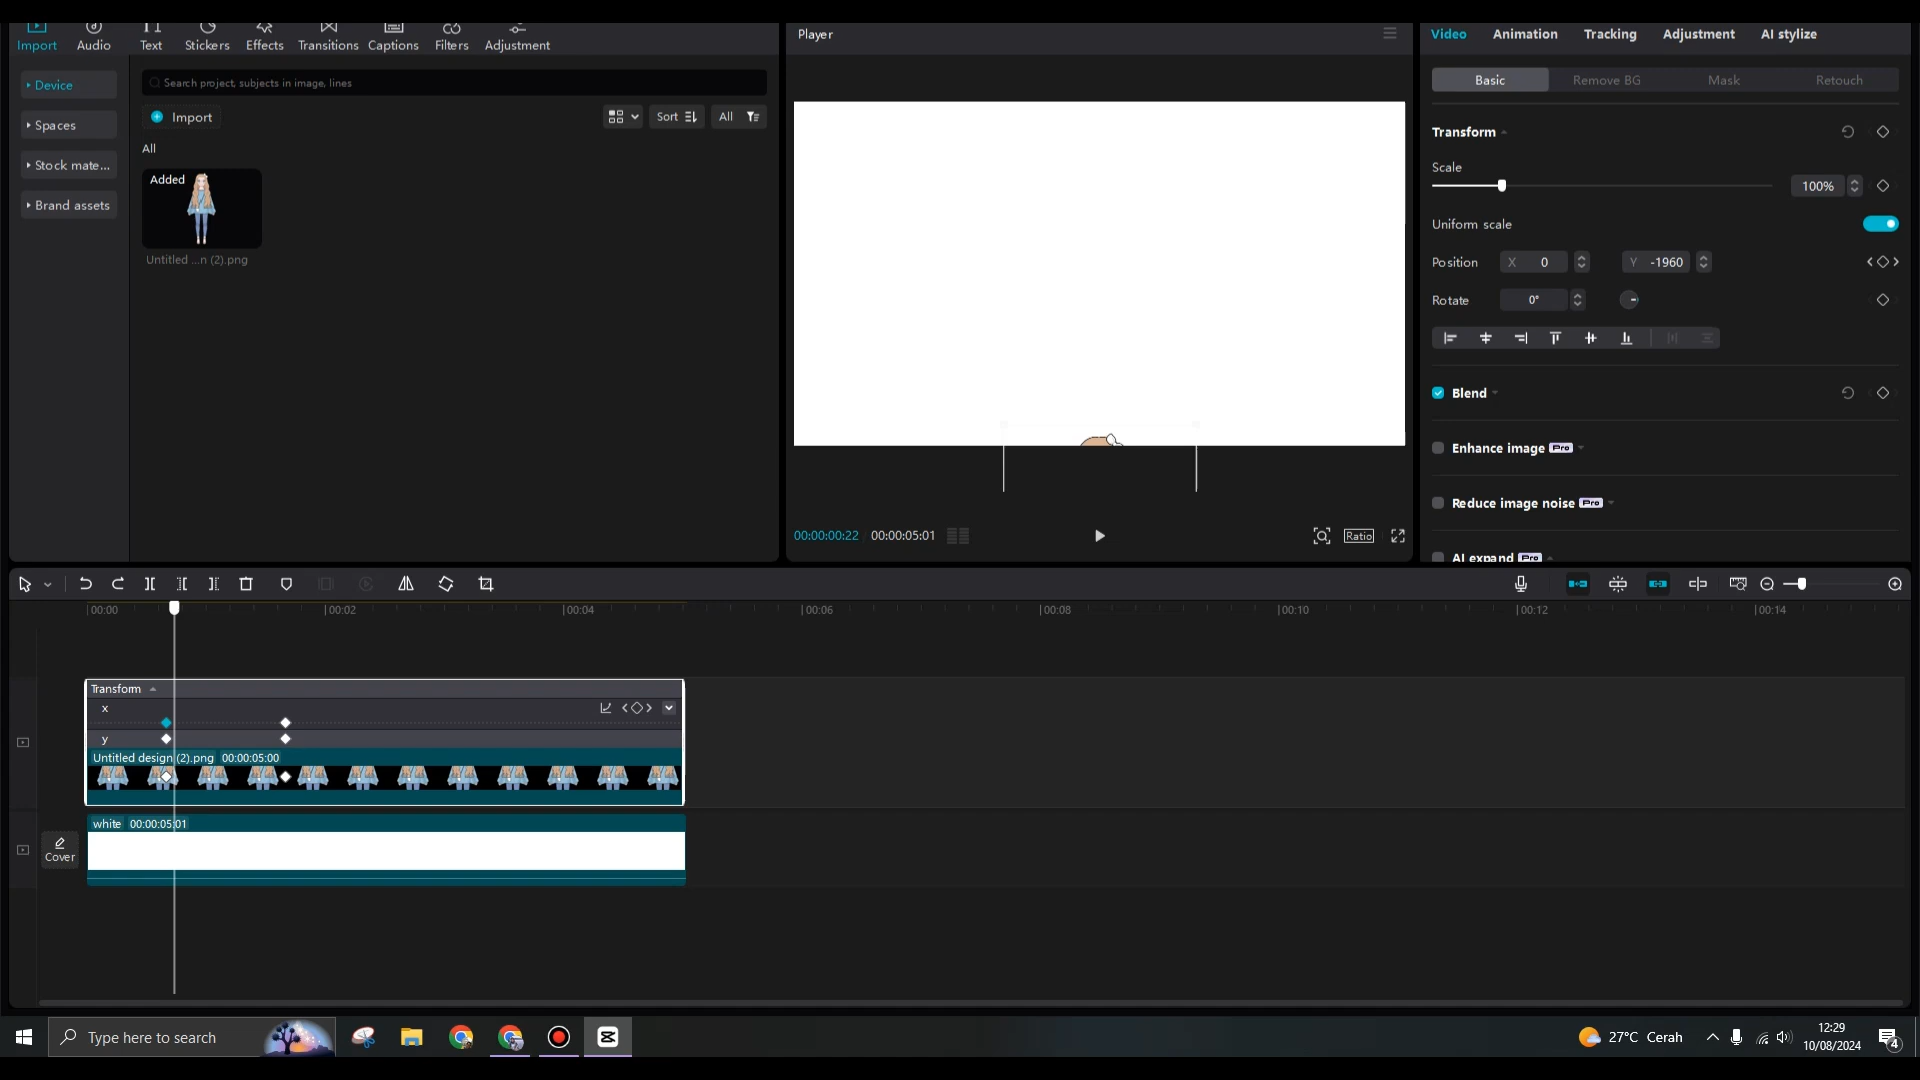 Import Audio Text Stickers Effects Transitions Captions Filters Adjustment
Device
Spaces
Stock mate...
Brand assets
Search project, subjects in image, lines
Import
Sort
All
All
Added
Untitled ...n (2).png
Player
00:00:00:22 00:00:05:01
Ratio
Video Animation Tracking Adjustment AI stylize
Basic Remove BG Mask Retouch
Transform
Scale
100%
Uniform scale
Position X 0 Y -1960
Rotate 0°
Blend
Enhance image Pro
Reduce image noise Pro
AI expand Pro
00:00 00:02 00:04 00:06 00:08 00:10 00:12 00:14
Transform
x
y
Untitled design (2).png 00:00:05:00
white 00:00:05:01
Cover
Type here to search
27°C Cerah
12:29
10/08/2024
4